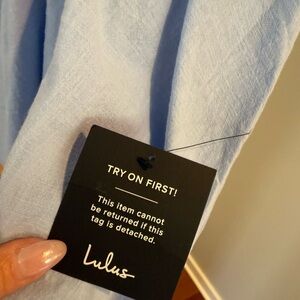 TRY ON FIRST!
This item cannot
be returned if this
tag is detached.
Lulus